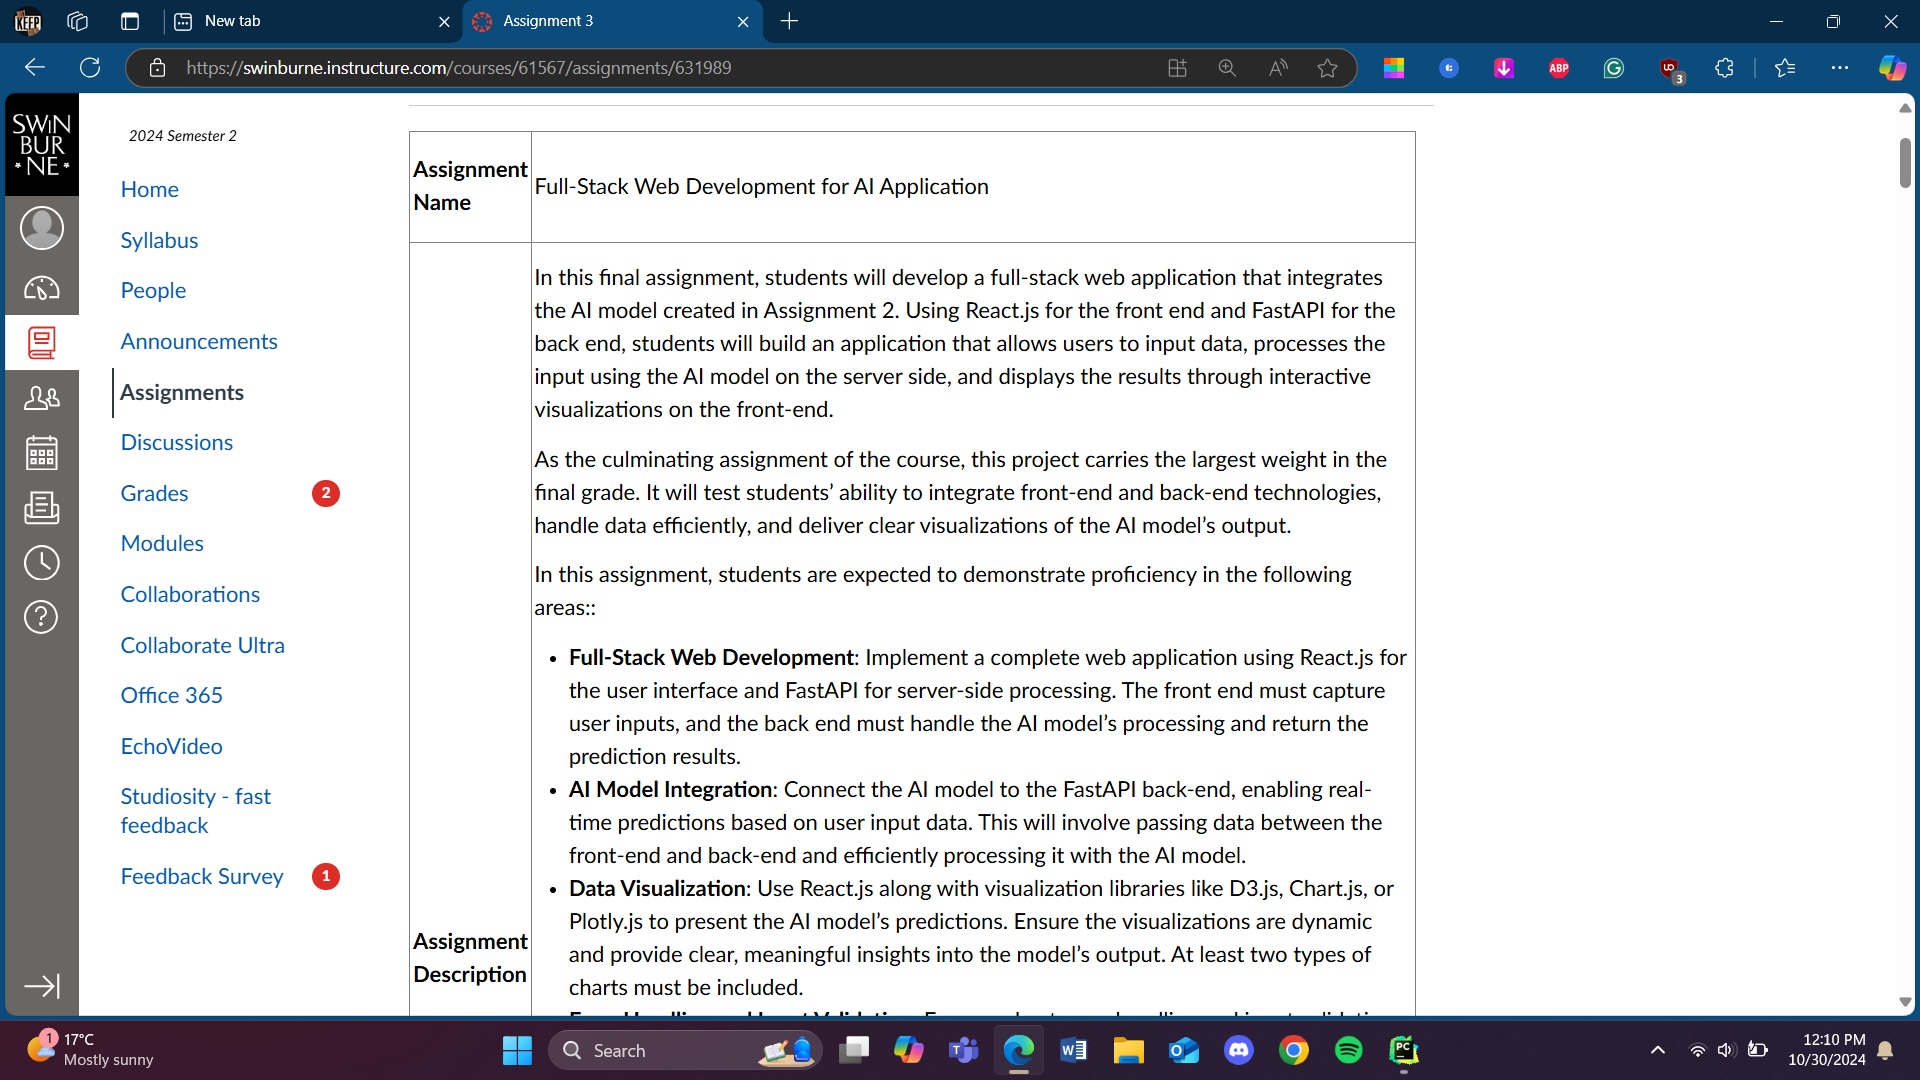 New tab
Assignment 3
https://swinburne.instructure.com/courses/61567/assignments/631989
ABP
3
SWIN
BUR
NE
2024 Semester 2
Home
Syllabus
People
Announcements
Assignments
Discussions
Grades
2
Modules
Collaborations
Collaborate Ultra
Office 365
EchoVideo
Studiosity - fast
feedback
Feedback Survey
1
Assignment
Name
Full-Stack Web Development for AI Application
Assignment
Description
In this final assignment, students will develop a full-stack web application that integrates
the AI model created in Assignment 2. Using React.js for the front end and FastAPI for the
back end, students will build an application that allows users to input data, processes the
input using the AI model on the server side, and displays the results through interactive
visualizations on the front-end.
As the culminating assignment of the course, this project carries the largest weight in the
final grade. It will test students’ ability to integrate front-end and back-end technologies,
handle data efficiently, and deliver clear visualizations of the AI model’s output.
In this assignment, students are expected to demonstrate proficiency in the following
areas::
• Full-Stack Web Development: Implement a complete web application using React.js for
the user interface and FastAPI for server-side processing. The front end must capture
user inputs, and the back end must handle the AI model’s processing and return the
prediction results.
• AI Model Integration: Connect the AI model to the FastAPI back-end, enabling real-
time predictions based on user input data. This will involve passing data between the
front-end and back-end and efficiently processing it with the AI model.
• Data Visualization: Use React.js along with visualization libraries like D3.js, Chart.js, or
Plotly.js to present the AI model’s predictions. Ensure the visualizations are dynamic
and provide clear, meaningful insights into the model’s output. At least two types of
charts must be included.
1
17°C
Mostly sunny
Search
12:10 PM
10/30/2024